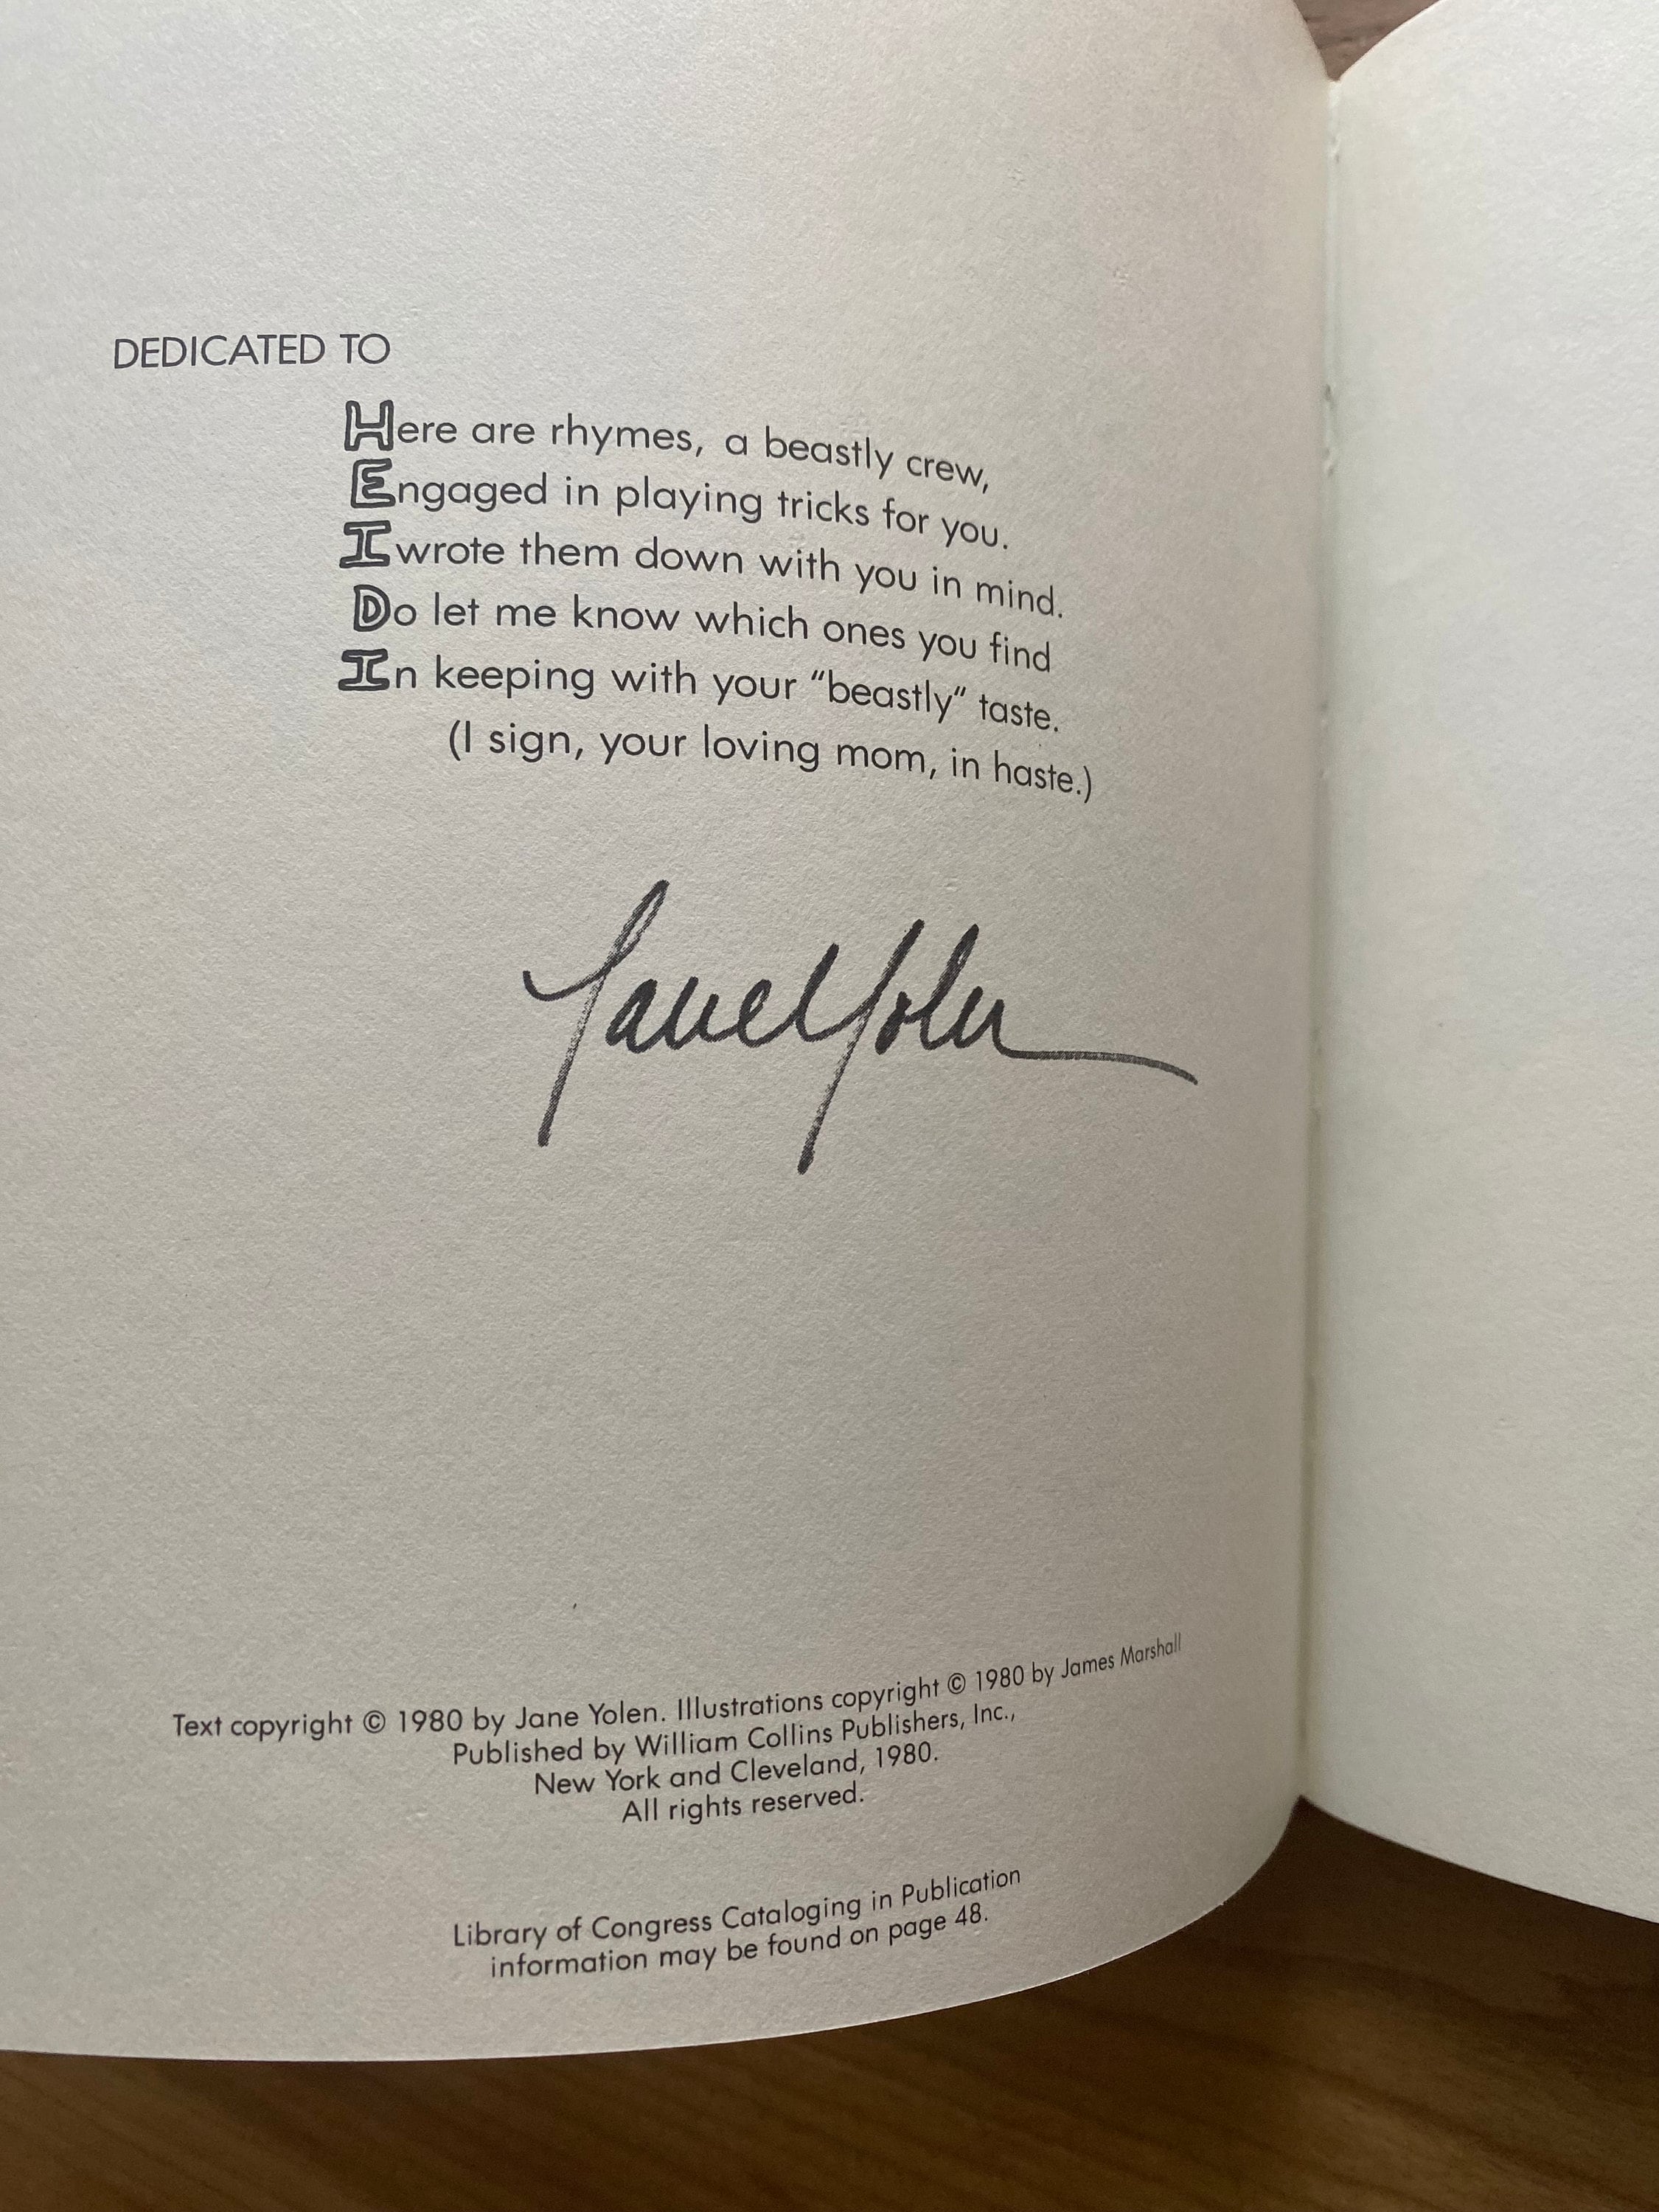 DEDICATED TO
Here are rhymes, a beastly crew,
Engaged in playing tricks for you.
I wrote them down with you in mind.
Do let me know which ones you find
In keeping with your “beastly” taste.
(I sign, your loving mom, in haste.)
Jane Yolen
Text copyright © 1980 by Jane Yolen. Illustrations copyright © 1980 by James Marshall
Published by William Collins Publishers, Inc.,
New York and Cleveland, 1980.
All rights reserved.
Library of Congress Cataloging in Publication
information may be found on page 48.